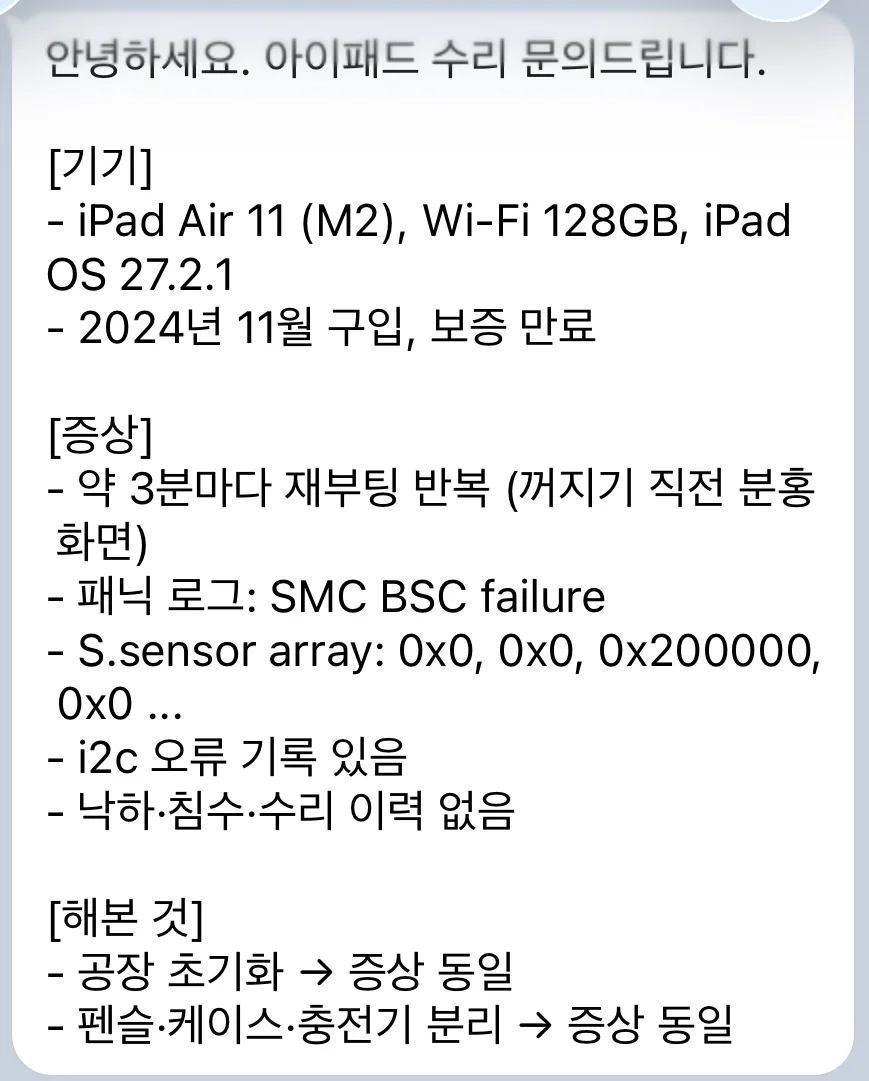 안녕하세요. 아이패드 수리 문의드립니다.
[기기]
- iPad Air 11 (M2), Wi-Fi 128GB, iPad
OS 27.2.1
- 2024년 11월 구입, 보증 만료
[증상]
- 약 3분마다 재부팅 반복 (꺼지기 직전 분홍
화면)
- 패닉 로그: SMC BSC failure
- S.sensor array: 0x0, 0x0, 0x200000,
0x0 ...
- i2c 오류 기록 있음
- 낙하·침수·수리 이력 없음
[해본 것]
- 공장 초기화 → 증상 동일
- 펜슬·케이스·충전기 분리 → 증상 동일